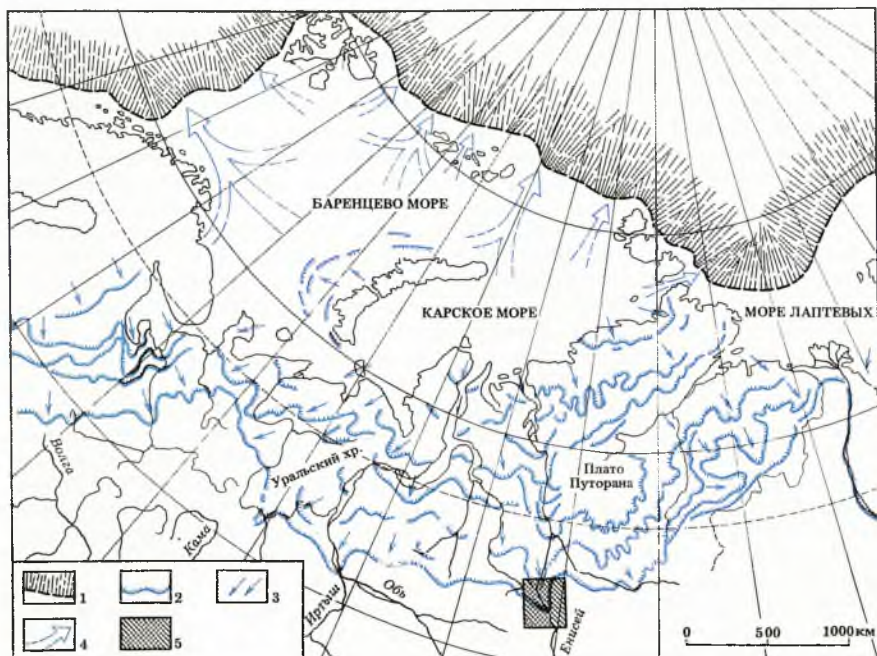 БАРЕНЦЕВО МОРЕ
КАРСКОЕ МОРЕ
МОРЕ ЛАПТЕВЫХ
Волга
Кама
Уральский хр.
Плато
Путорана
Иртыш
Обь
Енисей
1
2
3
4
5
0 500 1000 км